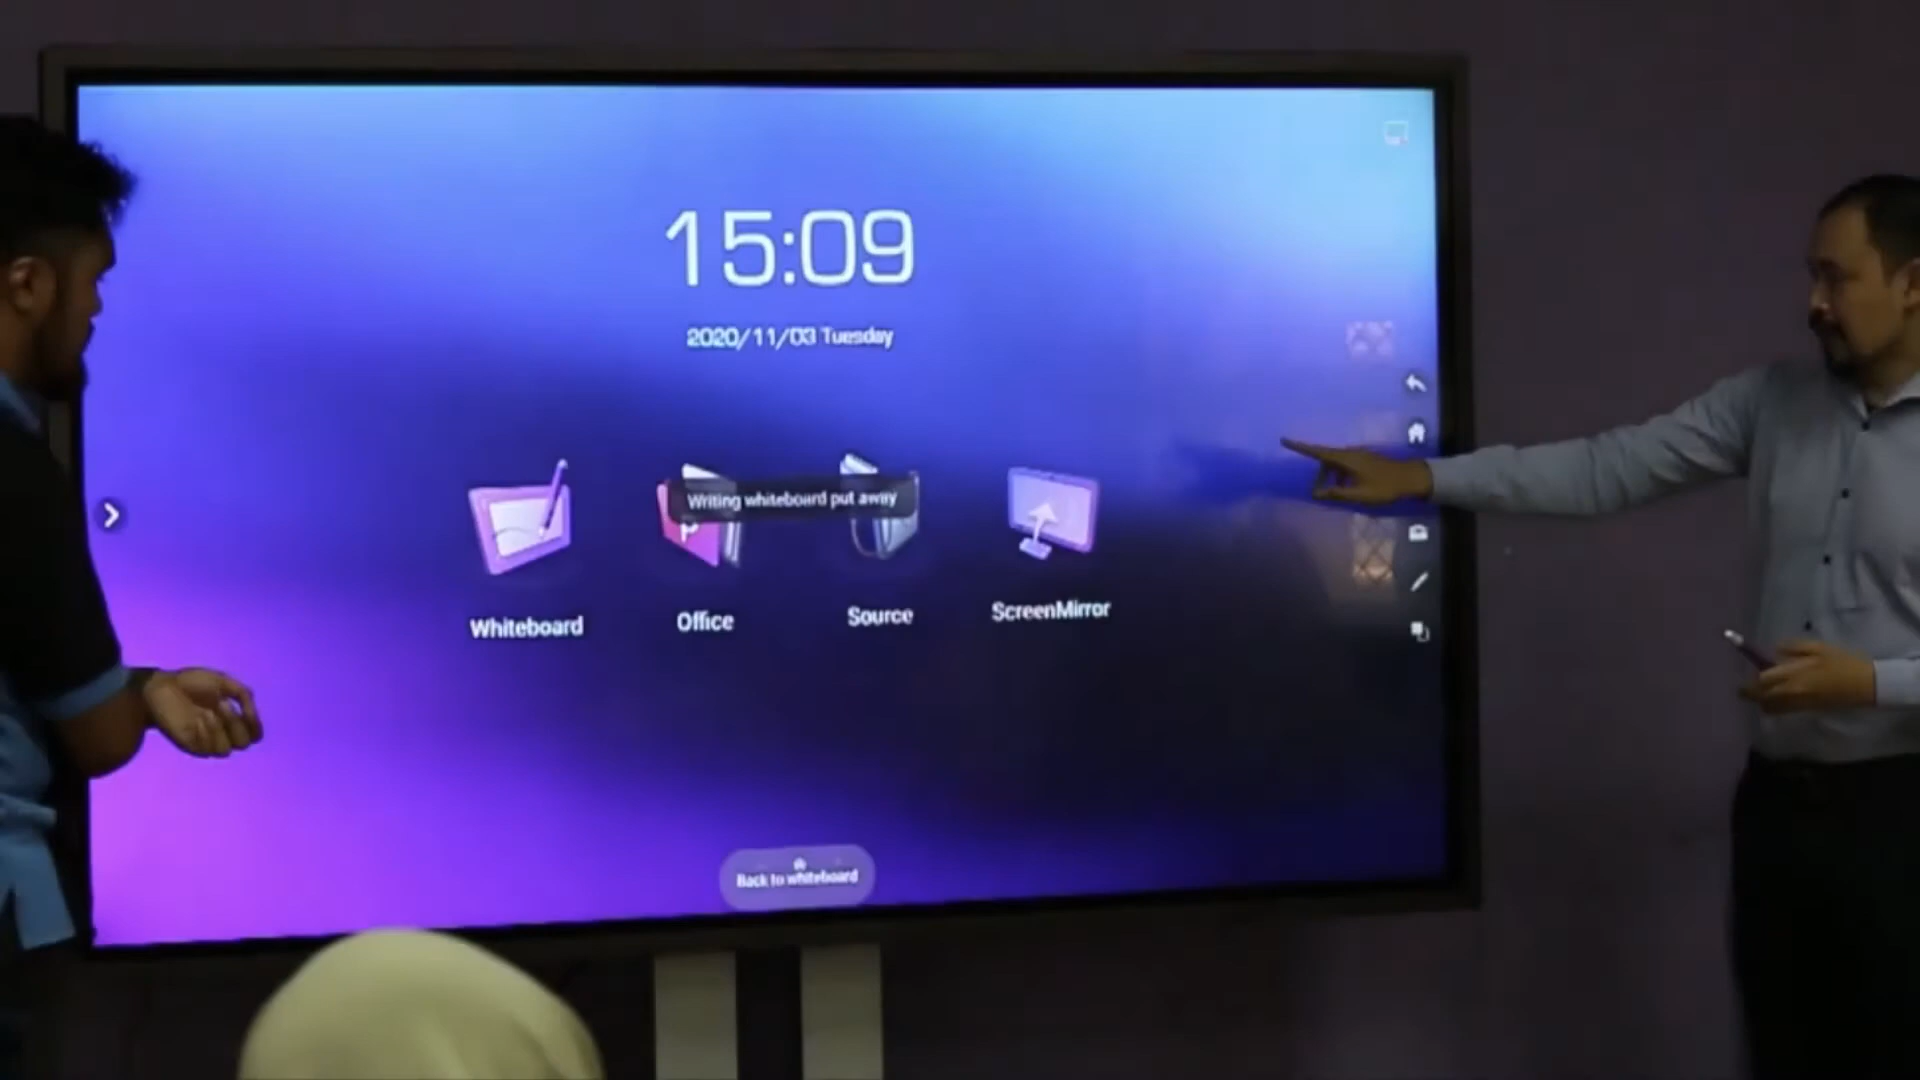 15:09
2020/11/03 Tuesday
Writing whiteboard put away
P
Whiteboard
Office
Source
ScreenMirror
Back to whiteboard